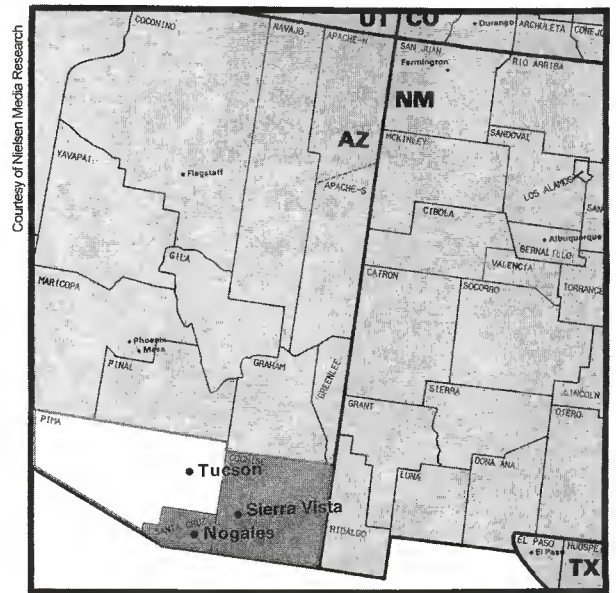 Courtesy of Nielsen Media Research
UT CO
COCONINO
NAVAJO
APACHE-N
SAN JUAN
Durango
ARCHULETA
CONEJO
Farmington
RIO ARRIBA
NM
AZ
MCKINLEY
SANDOVAL
YAVAPAI
Flagstaff
APACHE-S
LOS ALAMOS
SAN
CIBOLA
Albuquerque
BERNALILLO
VALENCIA
GILA
CATRON
SOCORRO
TORRANCE
MARICOPA
Phoenix
Mesa
PINAL
GRAHAM
GREENLEE
SIERRA
LINCOLN
GRANT
OTERO
PIMA
LUNA
DONA ANA
Tucson
Sierra Vista
SANTA CRUZ
Nogales
HIDALGO
EL PASO
HUDSPE
El Paso
TX